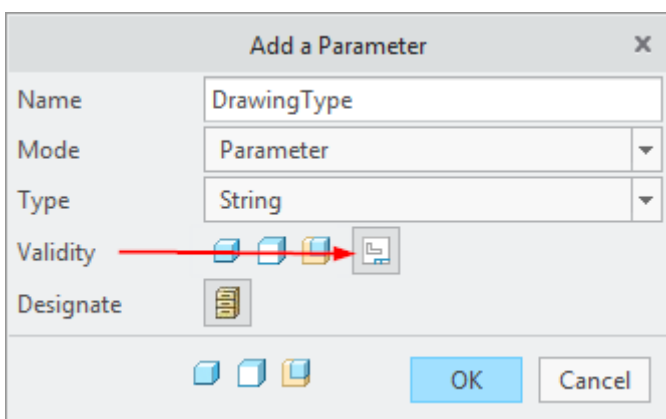 Add a Parameter
Name DrawingType
Mode Parameter
Type String
Validity
Designate
OK Cancel